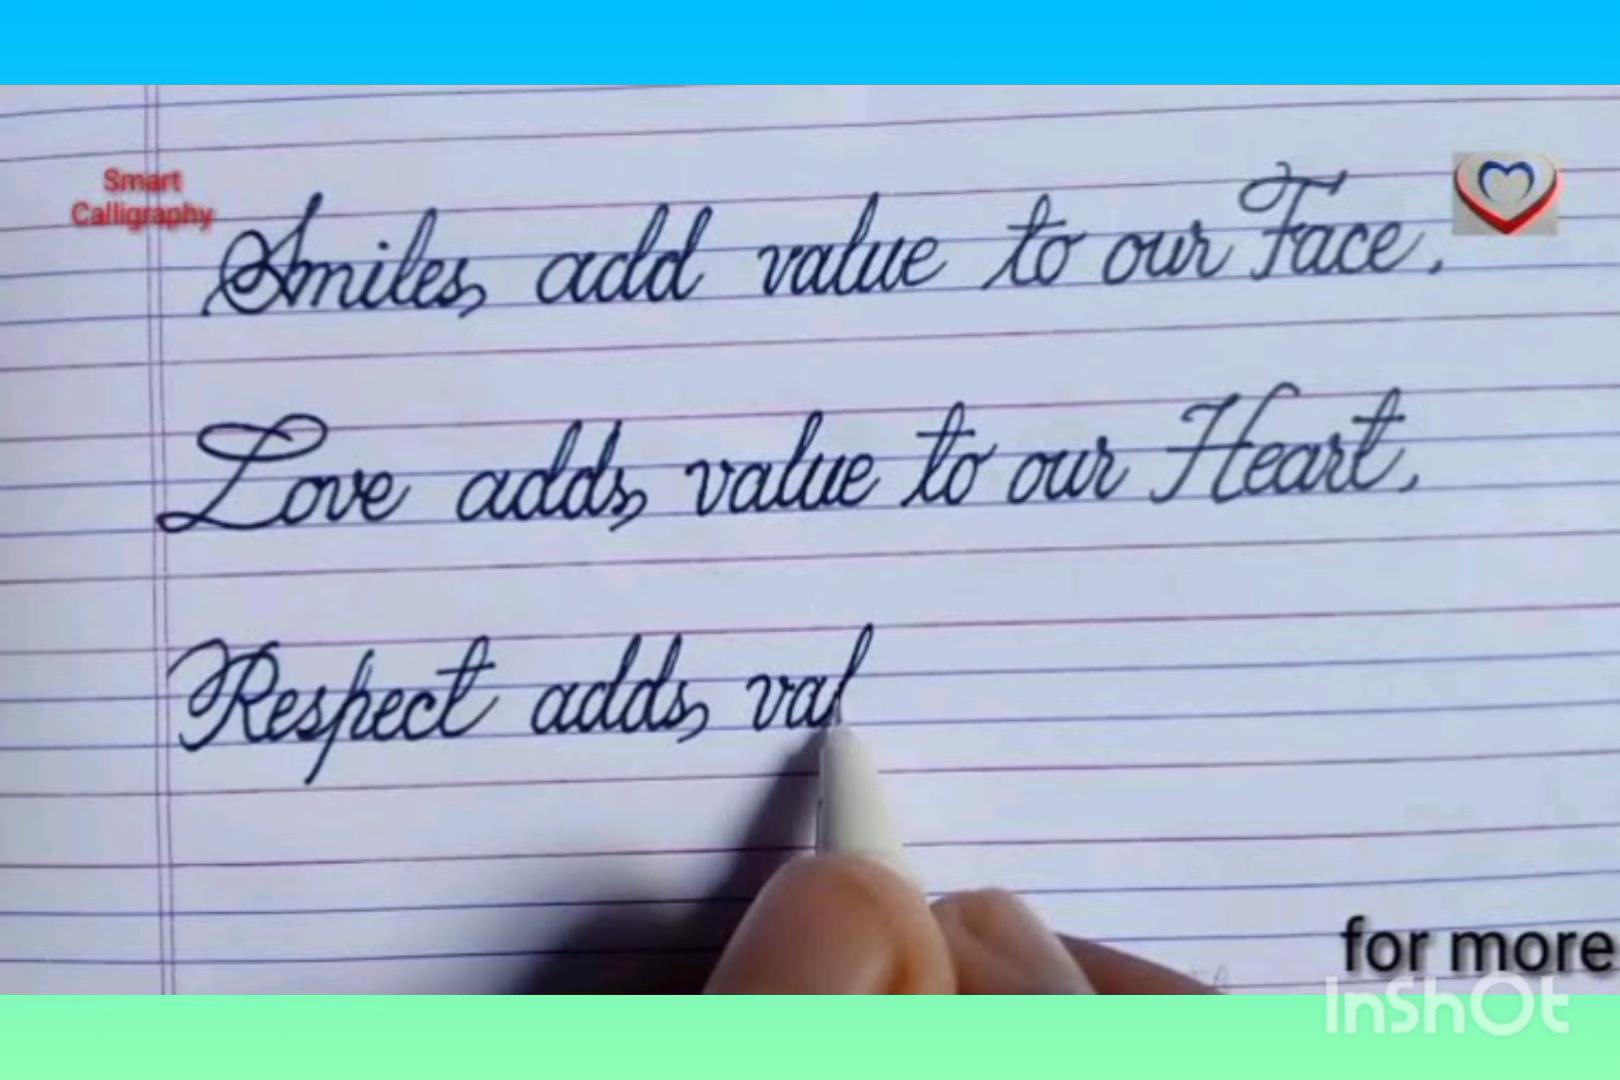 Smart
Calligraphy
Smiles add value to our Face,
Love adds value to our Heart,
Respect adds val
for more
InShOt